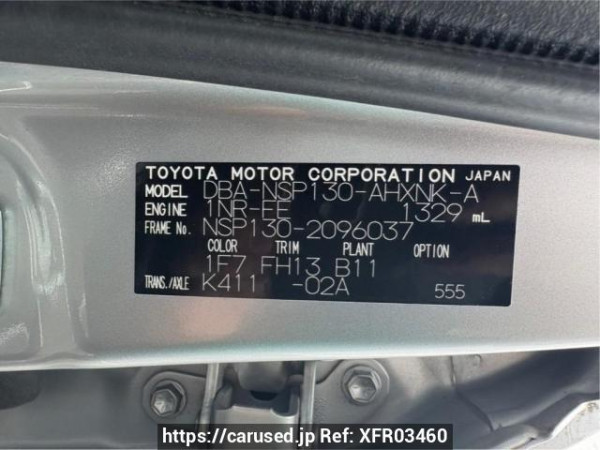 TOYOTA MOTOR CORPORATION JAPAN
MODEL DBA-NSP130-AHXNK-A
ENGINE 1NR-FE 1329 mL
FRAME No. NSP130-2096037
COLOR TRIM PLANT OPTION
1F7 FH13 B11
TRANS./AXLE K411 -02A 555
https://carused.jp Ref: XFR03460